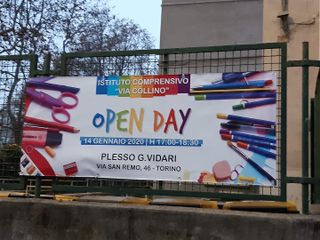 ISTITUTO COMPRENSIVO
"VIA COLLINO"
OPEN DAY
14 GENNAIO 2020 | H 17:00-18:30
PLESSO G.VIDARI
VIA SAN REMO, 46 - TORINO